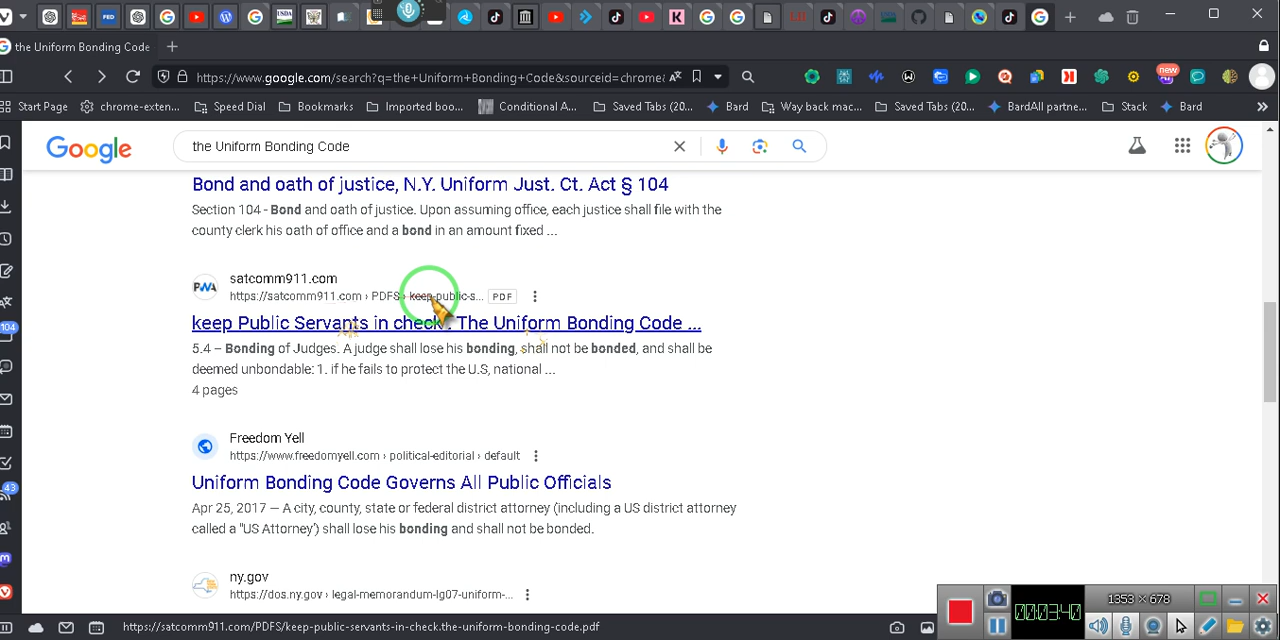 the Uniform Bonding Code
https://www.google.com/search?q=the+Uniform+Bonding+Code&sourceid=chrome&
new
Start Page
chrome-exten...
Speed Dial
Bookmarks
Imported boo...
Conditional A...
Saved Tabs (20...
Bard
Way back mac...
Saved Tabs (20...
BardAll partne...
Stack
Bard
Google
the Uniform Bonding Code
Bond and oath of justice, N.Y. Uniform Just. Ct. Act § 104
Section 104 - Bond and oath of justice. Upon assuming office, each justice shall file with the
county clerk his oath of office and a bond in an amount fixed ...
satcomm911.com
https://satcomm911.com › PDFS › keep-public-s...
PDF
keep Public Servants in check.. The Uniform Bonding Code ...
5.4 – Bonding of Judges. A judge shall lose his bonding, shall not be bonded, and shall be
deemed unbondable: 1. if he fails to protect the U.S, national ...
4 pages
104
Freedom Yell
https://www.freedomyell.com › political-editorial › default
Uniform Bonding Code Governs All Public Officials
Apr 25, 2017 — A city, county, state or federal district attorney (including a US district attorney
called a "US Attorney') shall lose his bonding and shall not be bonded.
43
ny.gov
https://dos.ny.gov › legal-memorandum-lg07-uniform-...
1353 × 678
00:03:40
https://satcomm911.com/PDFS/keep-public-servants-in-check.the-uniform-bonding-code.pdf